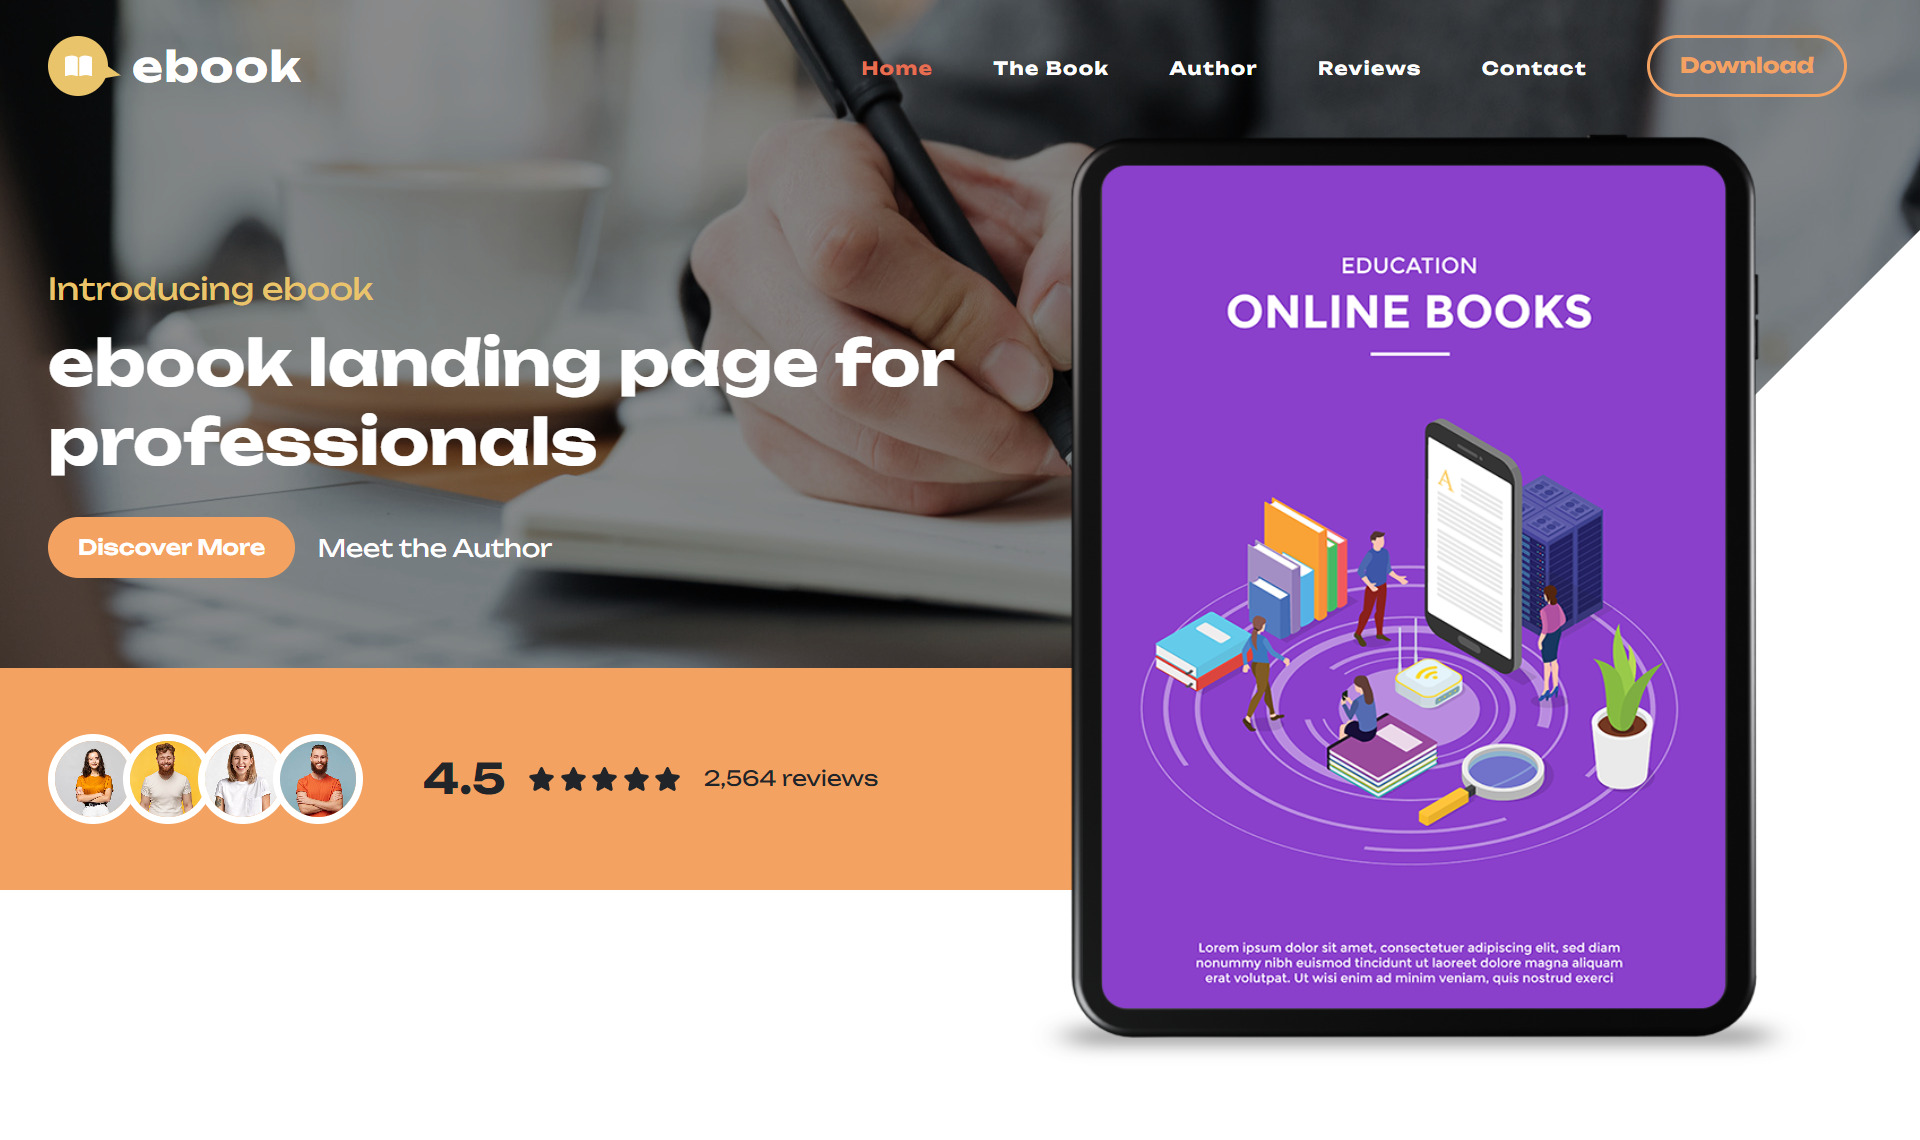 ebook
Home
The Book
Author
Reviews
Contact
Download
Introducing ebook
ebook landing page for
professionals
Discover More
Meet the Author
4.5
2,564 reviews
EDUCATION
ONLINE BOOKS
A
Lorem ipsum dolor sit amet, consectetuer adipiscing elit, sed diam
nonummy nibh euismod tincidunt ut laoreet dolore magna aliquam
erat volutpat. Ut wisi enim ad minim veniam, quis nostrud exerci